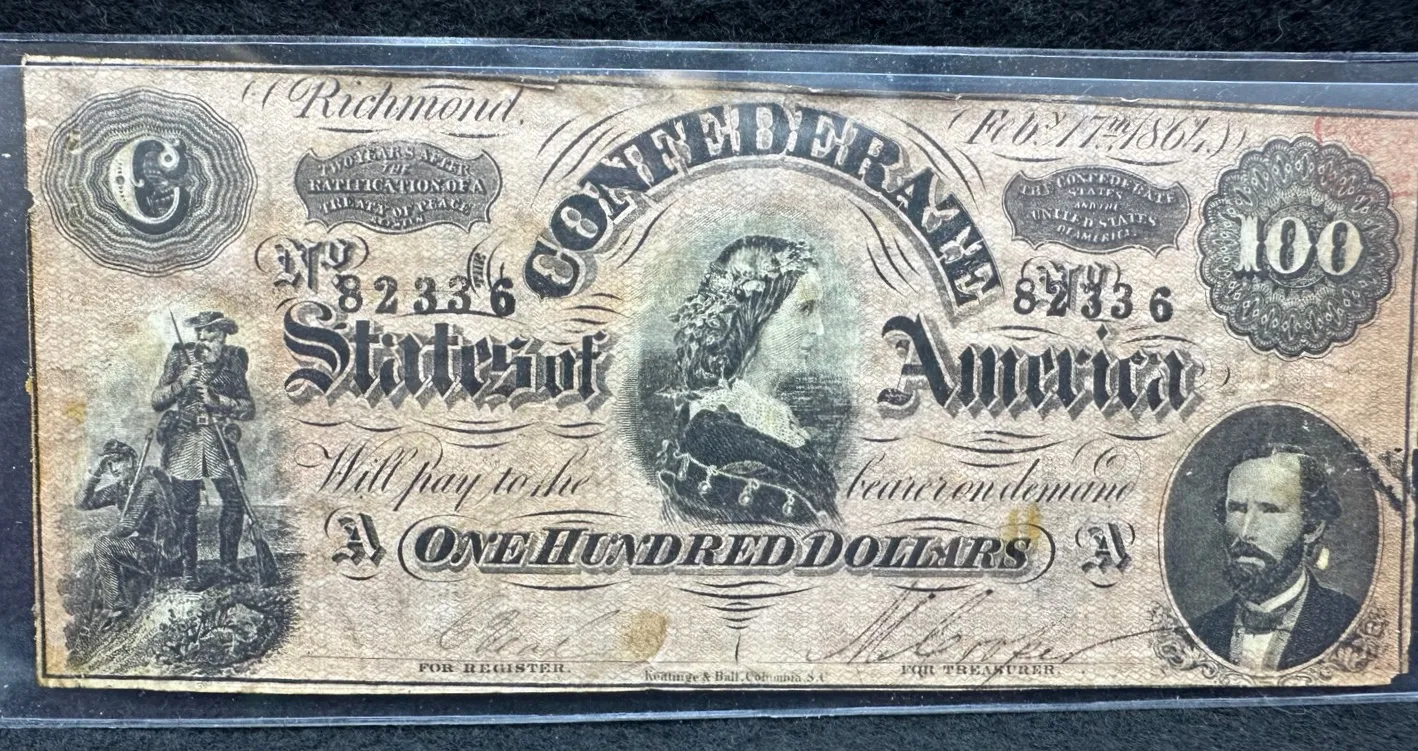 Richmond,
Feby. 17th, 1864.
C
TWO YEARS AFTER
THE
RATIFICATION OF A
TREATY OF PEACE
BETWEEN
CONFEDERATE
THE CONFEDERATE
STATES
AND THE
UNITED STATES
OF AMERICA
100
No 82336
THE
No 82336
States of America
Will pay to the bearer on demand
A ONE HUNDRED DOLLARS A
FOR REGISTER.
Keatinge & Ball, Columbia, S.C
FOR TREASURER.